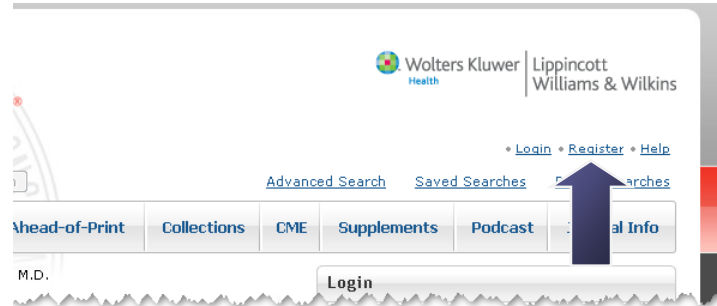 Wolters Kluwer
Health
Lippincott
Williams & Wilkins
®
• Login • Register • Help
Advanced Search Saved Searches
Ahead-of-Print Collections CME Supplements Podcast Info
M.D.
Login